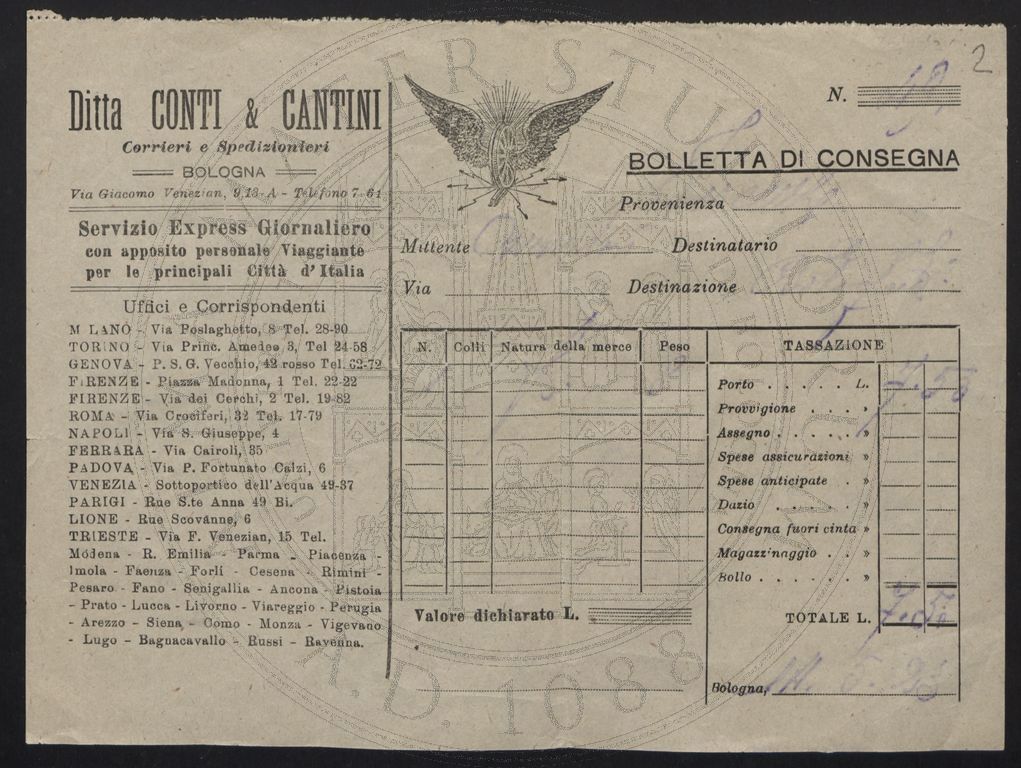 2
Ditta CONTI & CANTINI
Corrieri e Spedizionieri
BOLOGNA
Via Giacomo Venezian, 9,13-A - Telefono 7-61
Servizio Express Giornaliero
con apposito personale Viaggiante
per le principali Città d'Italia
Uffici e Corrispondenti
M LANO - Via Poslaghetto, 8 Tel. 28-90
TORINO - Via Princ. Amedeo 3, Tel 24-58
GENOVA - P. S. G. Vecchio, 42 rosso Tel. 62-72
FIRENZE - Piazza Madonna, 1 Tel. 22-22
FIRENZE - Via dei Cerchi, 2 Tel. 19-82
ROMA - Via Crociferi, 32 Tel. 17-79
NAPOLI - Via S. Giuseppe, 4
FERRARA - Via Cairoli, 35
PADOVA - Via P. Fortunato Calzi, 6
VENEZIA - Sottoportico dell'Acqua 49-37
PARIGI - Rue S.te Anna 49 Bi.
LIONE - Rue Scovanne, 6
TRIESTE - Via F. Venezian, 15 Tel.
Módena - R. Emilia - Parma - Piacenza -
Imola - Faenza - Forlì - Cesena - Rimini -
Pesaro - Fano - Senigallia - Ancona - Pistoia
- Prato - Lucca - Livorno - Viareggio - Perugia
- Arezzo - Siena - Como - Monza - Vigevano
- Lugo - Bagnacavallo - Russi - Ravenna.
N.
BOLLETTA DI CONSEGNA
Provenienza
Mittente Destinatario
Via Destinazione
N. Colli Natura della merce Peso
TASSAZIONE
Porto . . . . . L. 7.50
Provvigione . . . . »
Assegno . . . . . »
Spese assicurazioni »
Spese anticipate . »
Dazio . . . . . »
Consegna fuori cinta »
Magazzinaggio . . »
Bollo . . . . . . »
TOTALE L. 7.50
Valore dichiarato L.
Bologna,
A.D. 1088